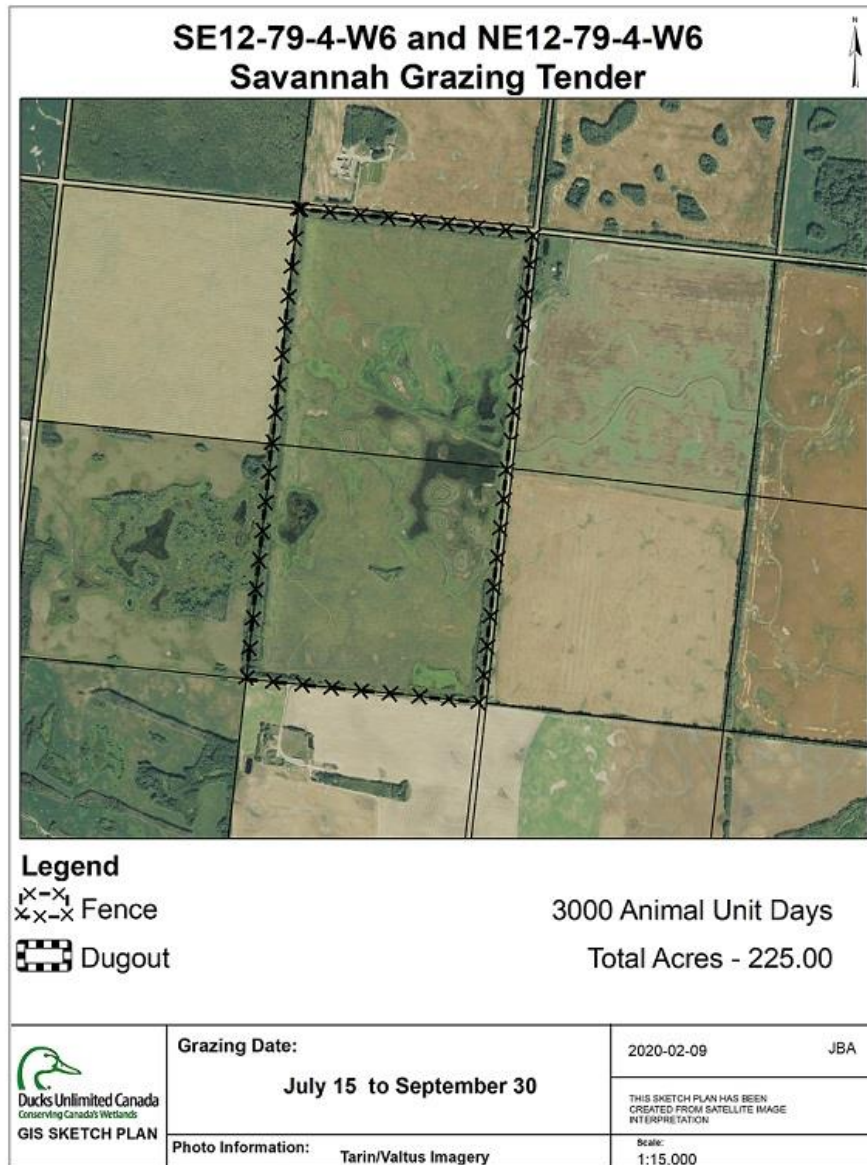 SE12-79-4-W6 and NE12-79-4-W6
Savannah Grazing Tender
N
Legend
Fence
3000 Animal Unit Days
Dugout
Total Acres - 225.00
Ducks Unlimited Canada
Conserving Canada's Wetlands
GIS SKETCH PLAN
Grazing Date:
July 15 to September 30
Photo Information:
Tarin/Valtus Imagery
2020-02-09 JBA
THIS SKETCH PLAN HAS BEEN
CREATED FROM SATELLITE IMAGE
INTERPRETATION
Scale:
1:15,000